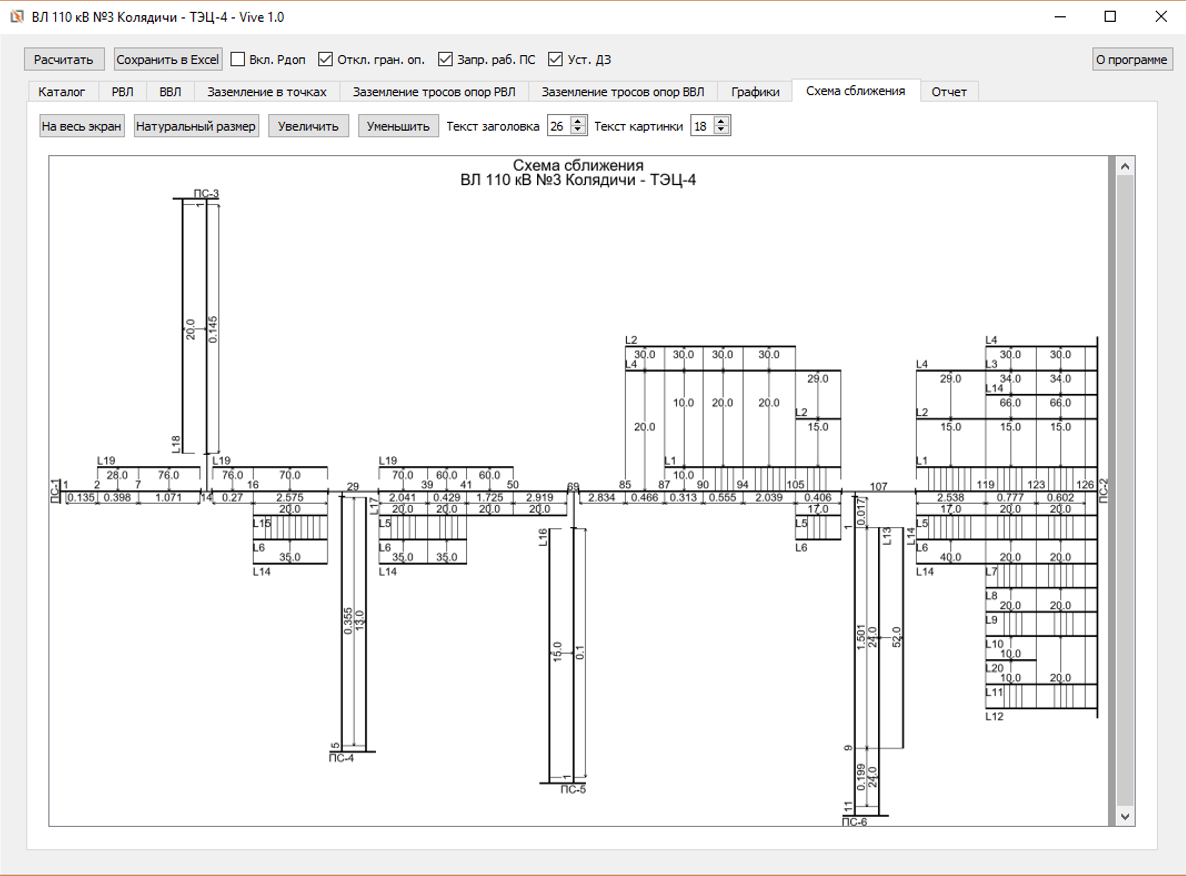 ВЛ 110 кВ №3 Колядичи - ТЭЦ-4 - Vive 1.0
Расчитать Сохранить в Excel Вкл. Рдоп Откл. гран. оп. Запр. раб. ПС Уст. ДЗ О программе
Каталог РВЛ ВВЛ Заземление в точках Заземление тросов опор РВЛ Заземление тросов опор ВВЛ Графики Схема сближения Отчет
На весь экран Натуральный размер Увеличить Уменьшить Текст заголовка 26 Текст картинки 18
Схема сближения
ВЛ 110 кВ №3 Колядичи - ТЭЦ-4
ПС-3
1
20.0 0.145
L18
L2 L4
30.0 30.0 30.0 30.0 30.0 30.0
L4 L4 L3
29.0 29.0 34.0 34.0
L14
10.0 20.0 20.0 66.0 66.0
L2 L2
20.0 15.0 15.0 15.0 15.0
L19 L19 L19 L1 L1
28.0 76.0 76.0 70.0 70.0 60.0 60.0 10.0
ПС-1 1 2 7 14 16 29 39 41 50 69 85 87 90 94 105 107 119 123 126 ПС-2
0.135 0.398 1.071 0.27 2.575 2.041 0.429 1.725 2.919 2.834 0.466 0.313 0.555 2.039 0.406 2.538 0.777 0.602
L17 0.017
20.0 20.0 20.0 20.0 20.0 17.0 17.0 20.0 20.0
L15 L5 L5 L5
1 L16 L13 L14
L6 L6 L6 L6
35.0 35.0 35.0 40.0 20.0 20.0
L14 L14 L14 L7
L8
20.0 20.0
0.355 13.0 L9
15.0 0.1 1.501 24.0 52.0
L10
10.0
L20
10.0 20.0
L11
L12
5 9
ПС-4
1 0.199 24.0
ПС-5
11
ПС-6